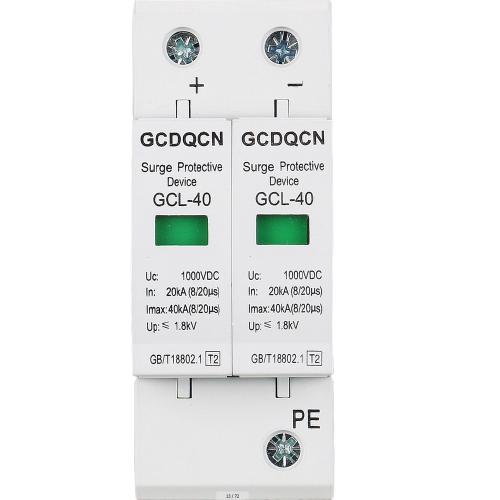 + -
GCDQCN
Surge Protective
Device
GCL-40
Uc: 1000VDC
In: 20kA (8/20µs)
Imax:40kA(8/20µs)
Up: ≤ 1.8kV
GB/T18802.1 T2
GCDQCN
Surge Protective
Device
GCL-40
Uc: 1000VDC
In: 20kA (8/20µs)
Imax:40kA(8/20µs)
Up: ≤ 1.8kV
GB/T18802.1 T2
PE